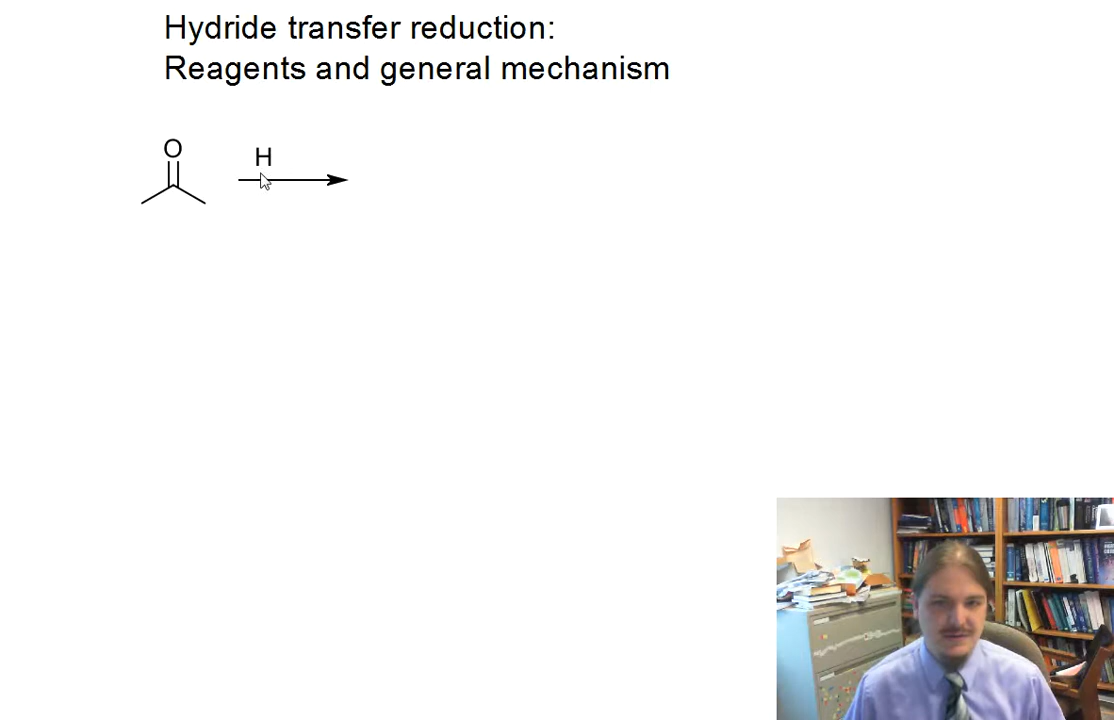 Hydride transfer reduction:
Reagents and general mechanism
O
H